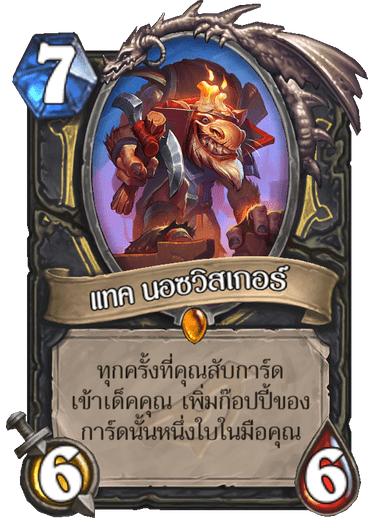 7
แทค นอซวิสเกอร์
ทุกครั้งที่คุณสับการ์ด
เข้าเด็คคุณ เพิ่มก๊อปปี้ของ
การ์ดนั้นหนึ่งใบในมือคุณ
6
6